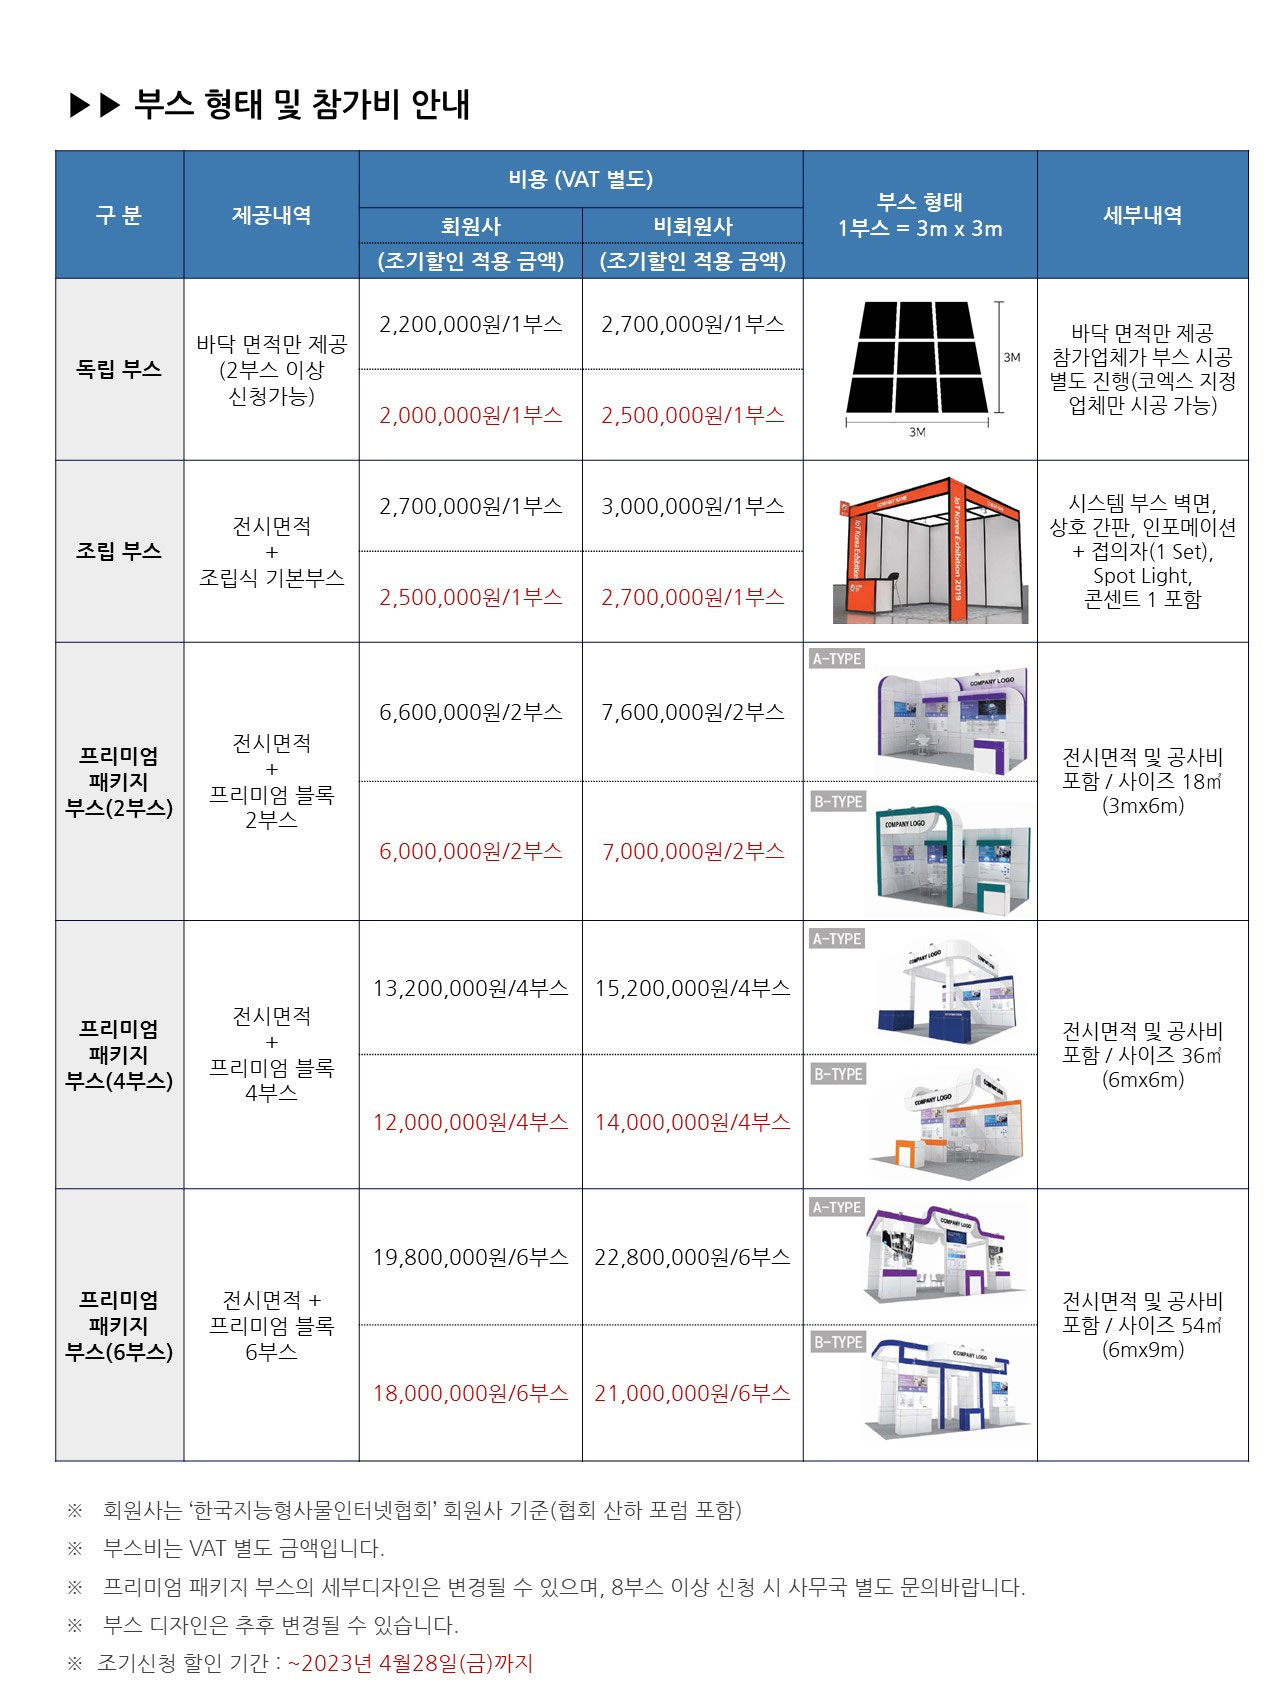 ▶▶ 부스 형태 및 참가비 안내
구 분
제공내역
비용 (VAT 별도)
회원사
비회원사
(조기할인 적용 금액)
(조기할인 적용 금액)
부스 형태
1부스 = 3m x 3m
세부내역
독립 부스
바닥 면적만 제공
(2부스 이상
신청가능)
2,200,000원/1부스
2,700,000원/1부스
2,000,000원/1부스
2,500,000원/1부스
3M
3M
바닥 면적만 제공
참가업체가 부스 시공
별도 진행(코엑스 지정
업체만 시공 가능)
조립 부스
전시면적
+
조립식 기본부스
2,700,000원/1부스
3,000,000원/1부스
2,500,000원/1부스
2,700,000원/1부스
COMPANY NAME
IoT Korea Exhibition
IoT Korea Exhibition 2019
시스템 부스 벽면,
상호 간판, 인포메이션
+ 접의자(1 Set),
Spot Light,
콘센트 1 포함
프리미엄
패키지
부스(2부스)
전시면적
+
프리미엄 블록
2부스
6,600,000원/2부스
7,600,000원/2부스
6,000,000원/2부스
7,000,000원/2부스
A-TYPE
COMPANY LOGO
B-TYPE
COMPANY LOGO
전시면적 및 공사비
포함 / 사이즈 18㎡
(3mx6m)
프리미엄
패키지
부스(4부스)
전시면적
+
프리미엄 블록
4부스
13,200,000원/4부스
15,200,000원/4부스
12,000,000원/4부스
14,000,000원/4부스
A-TYPE
COMPANY LOGO
B-TYPE
COMPANY LOGO
전시면적 및 공사비
포함 / 사이즈 36㎡
(6mx6m)
프리미엄
패키지
부스(6부스)
전시면적 +
프리미엄 블록
6부스
19,800,000원/6부스
22,800,000원/6부스
18,000,000원/6부스
21,000,000원/6부스
A-TYPE
COMPANY LOGO
B-TYPE
COMPANY LOGO
전시면적 및 공사비
포함 / 사이즈 54㎡
(6mx9m)
※ 회원사는 ‘한국지능형사물인터넷협회’ 회원사 기준(협회 산하 포럼 포함)
※ 부스비는 VAT 별도 금액입니다.
※ 프리미엄 패키지 부스의 세부디자인은 변경될 수 있으며, 8부스 이상 신청 시 사무국 별도 문의바랍니다.
※ 부스 디자인은 추후 변경될 수 있습니다.
※ 조기신청 할인 기간 : ~2023년 4월28일(금)까지